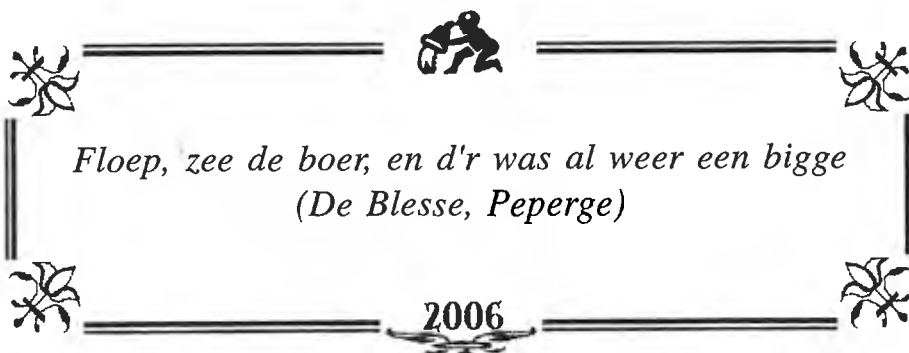 Floep, zee de boer, en d'r was al weer een bigge
(De Blesse, Peperge)
2006